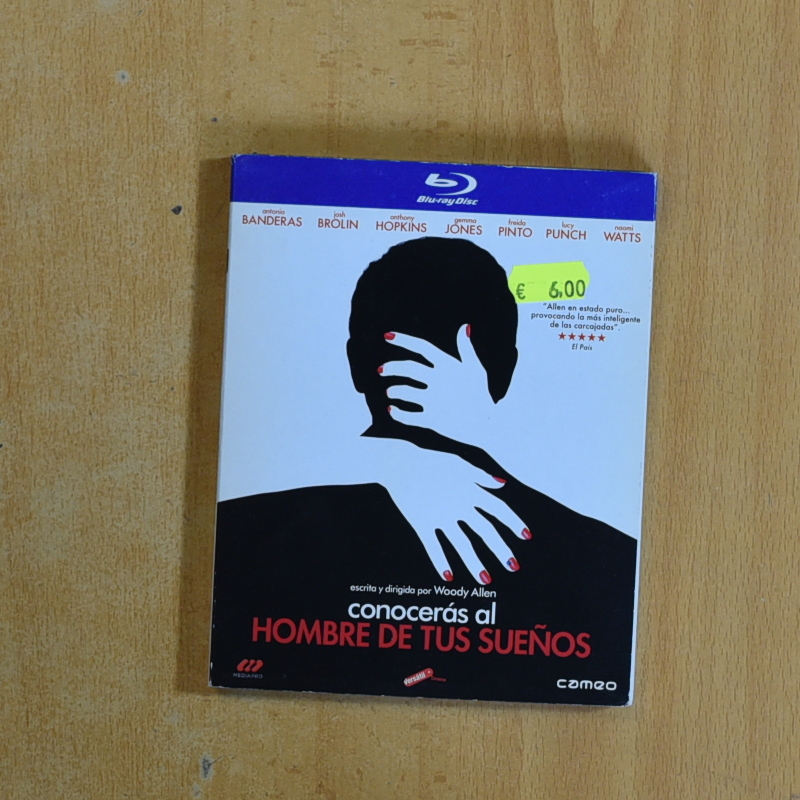 Blu-ray Disc
antonio BANDERAS
josh BROLIN
anthony HOPKINS
gemma JONES
freida PINTO
lucy PUNCH
naomi WATTS
€ 6,00
"Allen en estado puro...
provocando la más inteligente
de las carcajadas".
★★★★★
El País
escrita y dirigida por Woody Allen
conocerás al
HOMBRE DE TUS SUEÑOS
MEDIAPRO
versátil
cameo